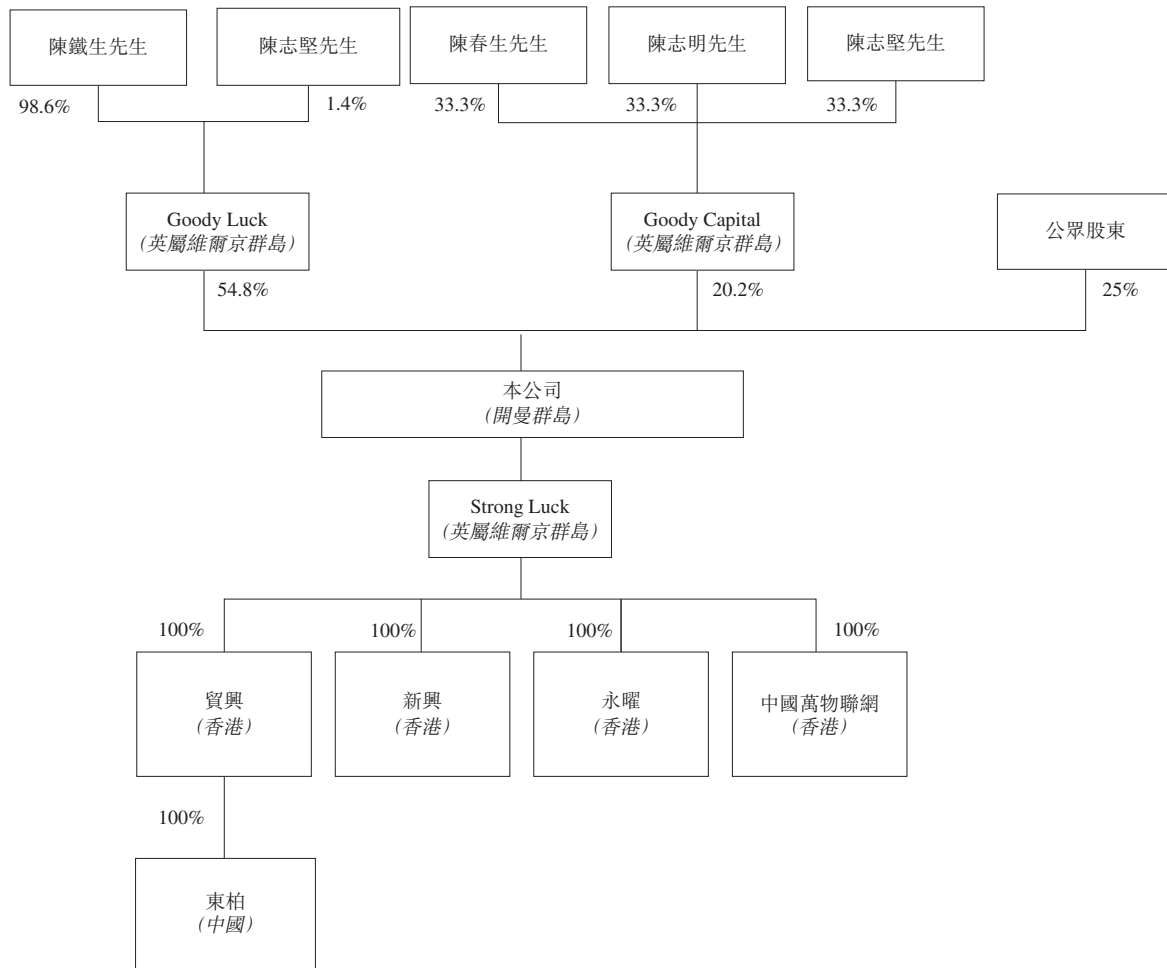 陳鐵生先生
陳志堅先生
陳春生先生
陳志明先生
陳志堅先生
98.6%
1.4%
33.3%
33.3%
33.3%
Goody Luck
(英屬維爾京群島)
Goody Capital
(英屬維爾京群島)
公眾股東
54.8%
20.2%
25%
本公司
(開曼群島)
Strong Luck
(英屬維爾京群島)
100%
100%
100%
100%
貿興
(香港)
新興
(香港)
永曜
(香港)
中國萬物聯網
(香港)
100%
東柏
(中國)